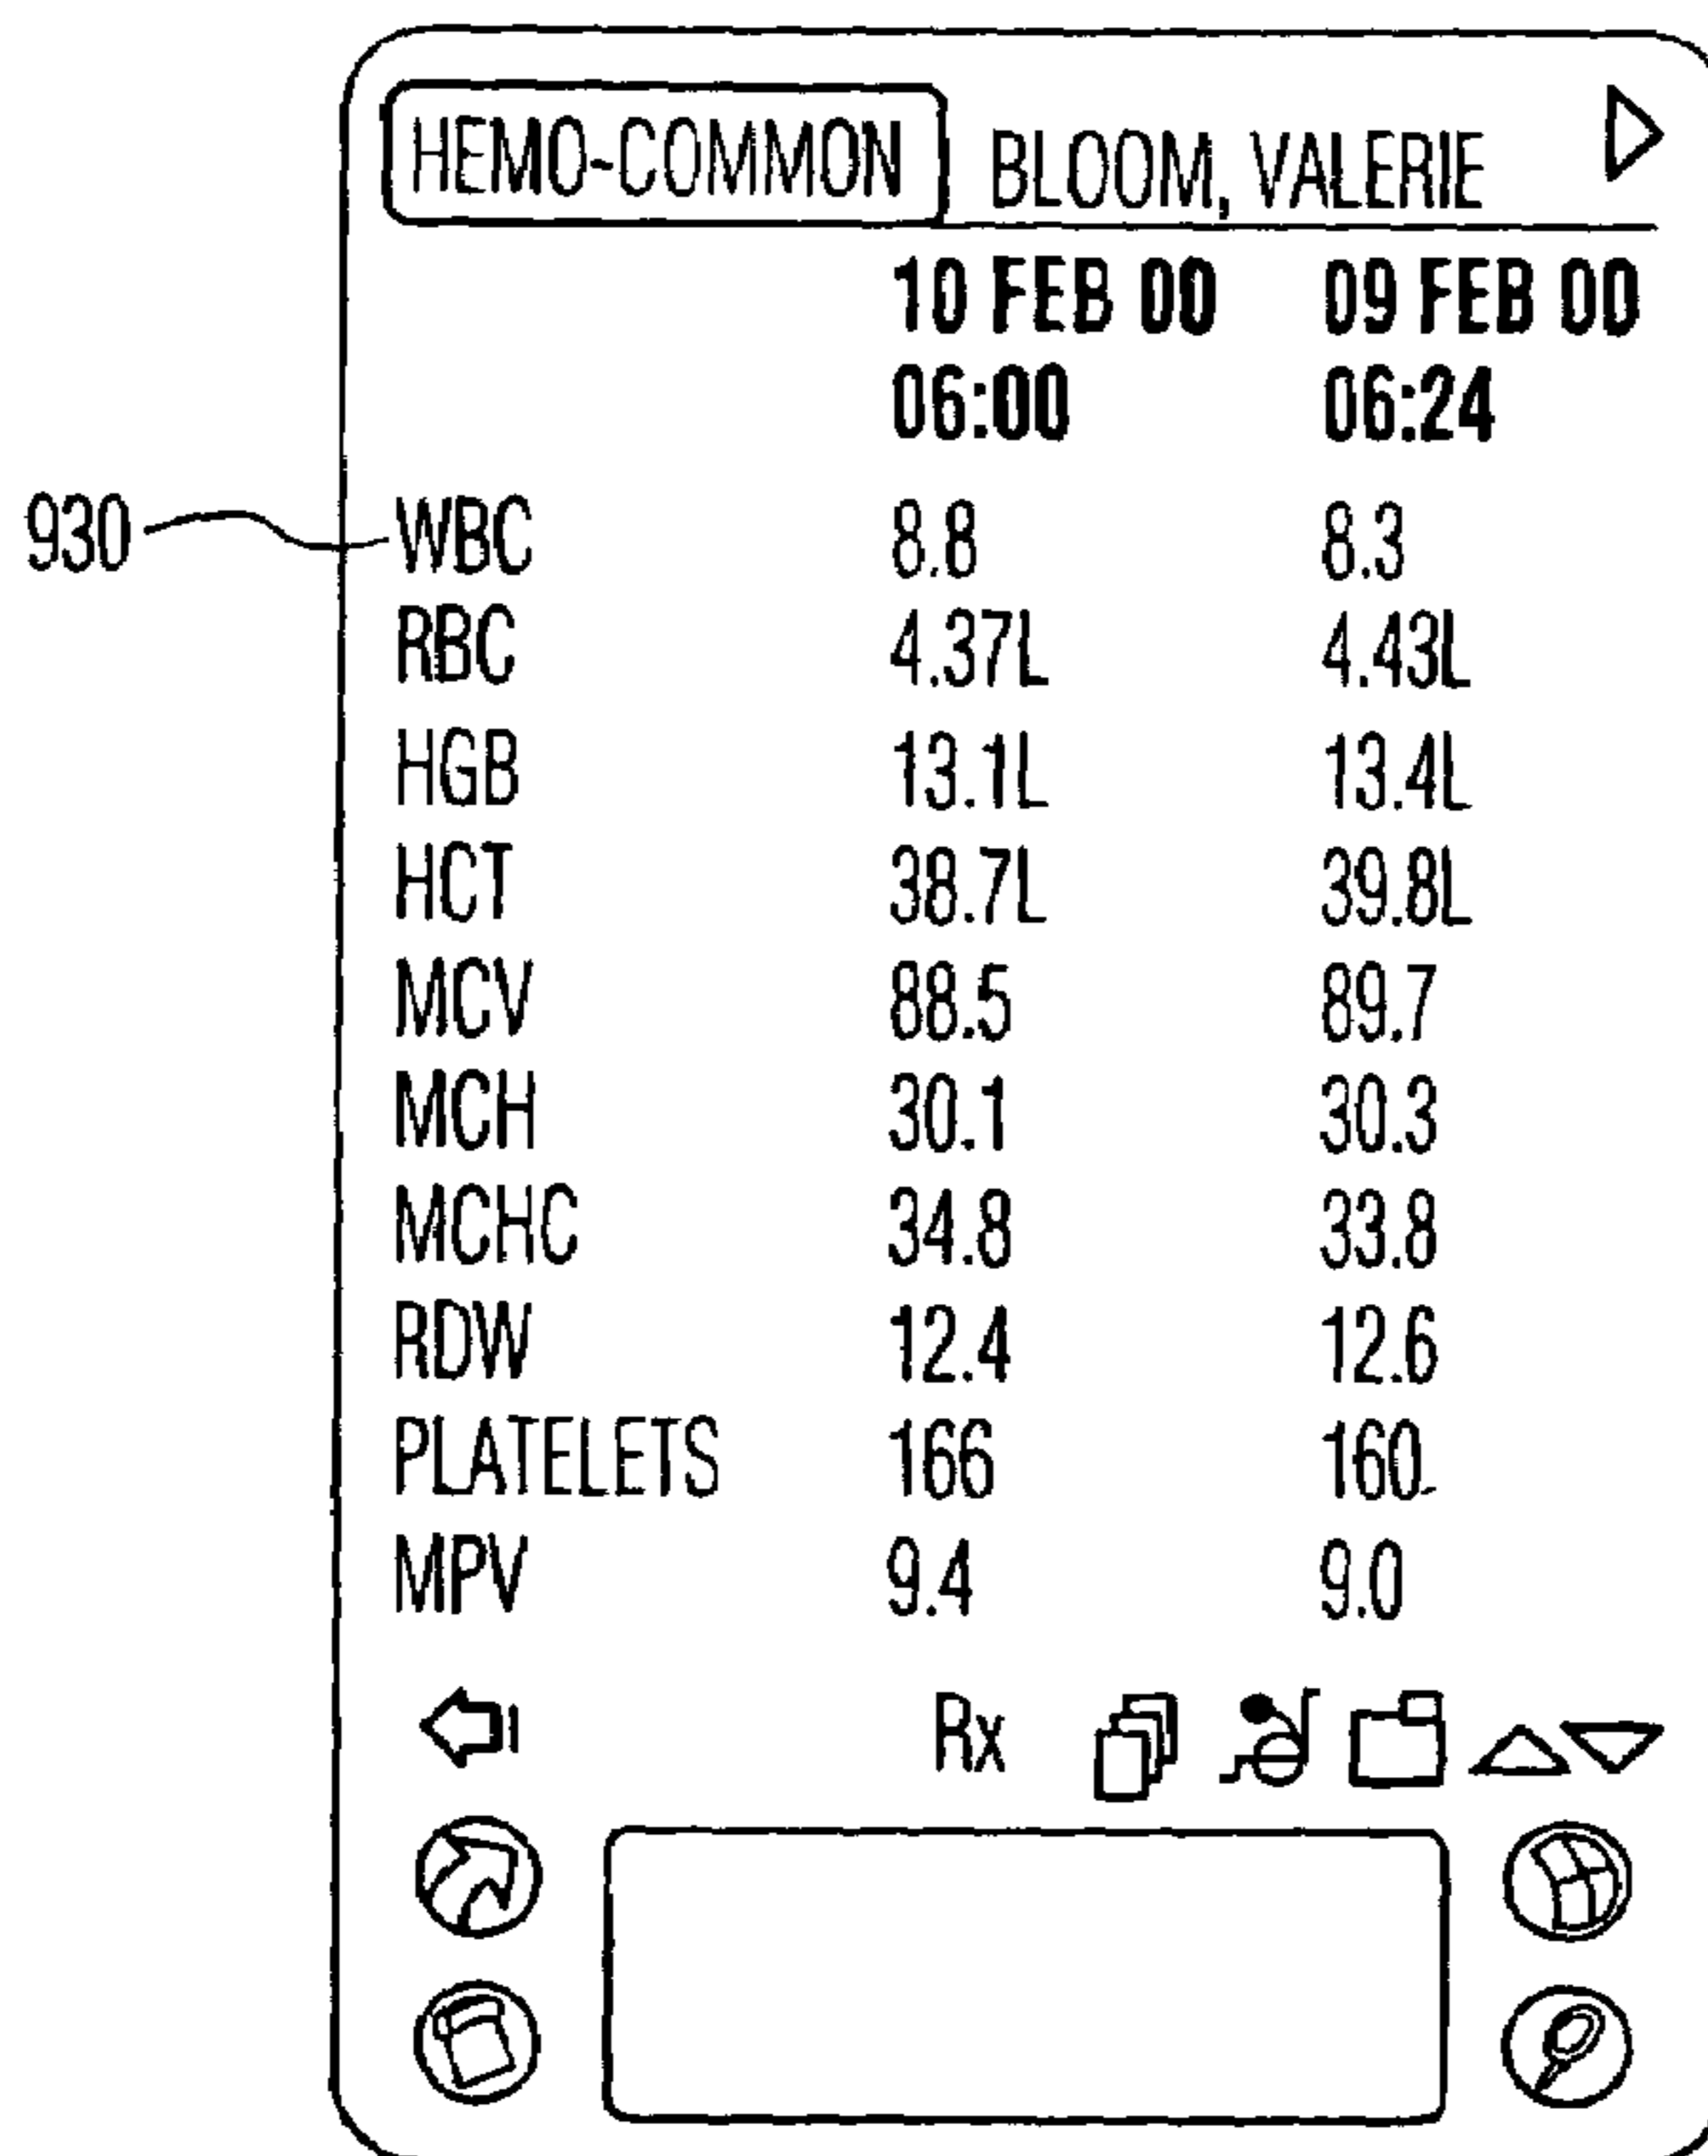 HEMO-COMMON BLOOM, VALERIE
10 FEB 00 09 FEB 00
06:00 06:24
930 WBC 8.8 8.3
RBC 4.37L 4.43L
HGB 13.1L 13.4L
HCT 38.7L 39.8L
MCV 88.5 89.7
MCH 30.1 30.3
MCHC 34.8 33.8
RDW 12.4 12.6
PLATELETS 166 160
MPV 9.4 9.0
Rx